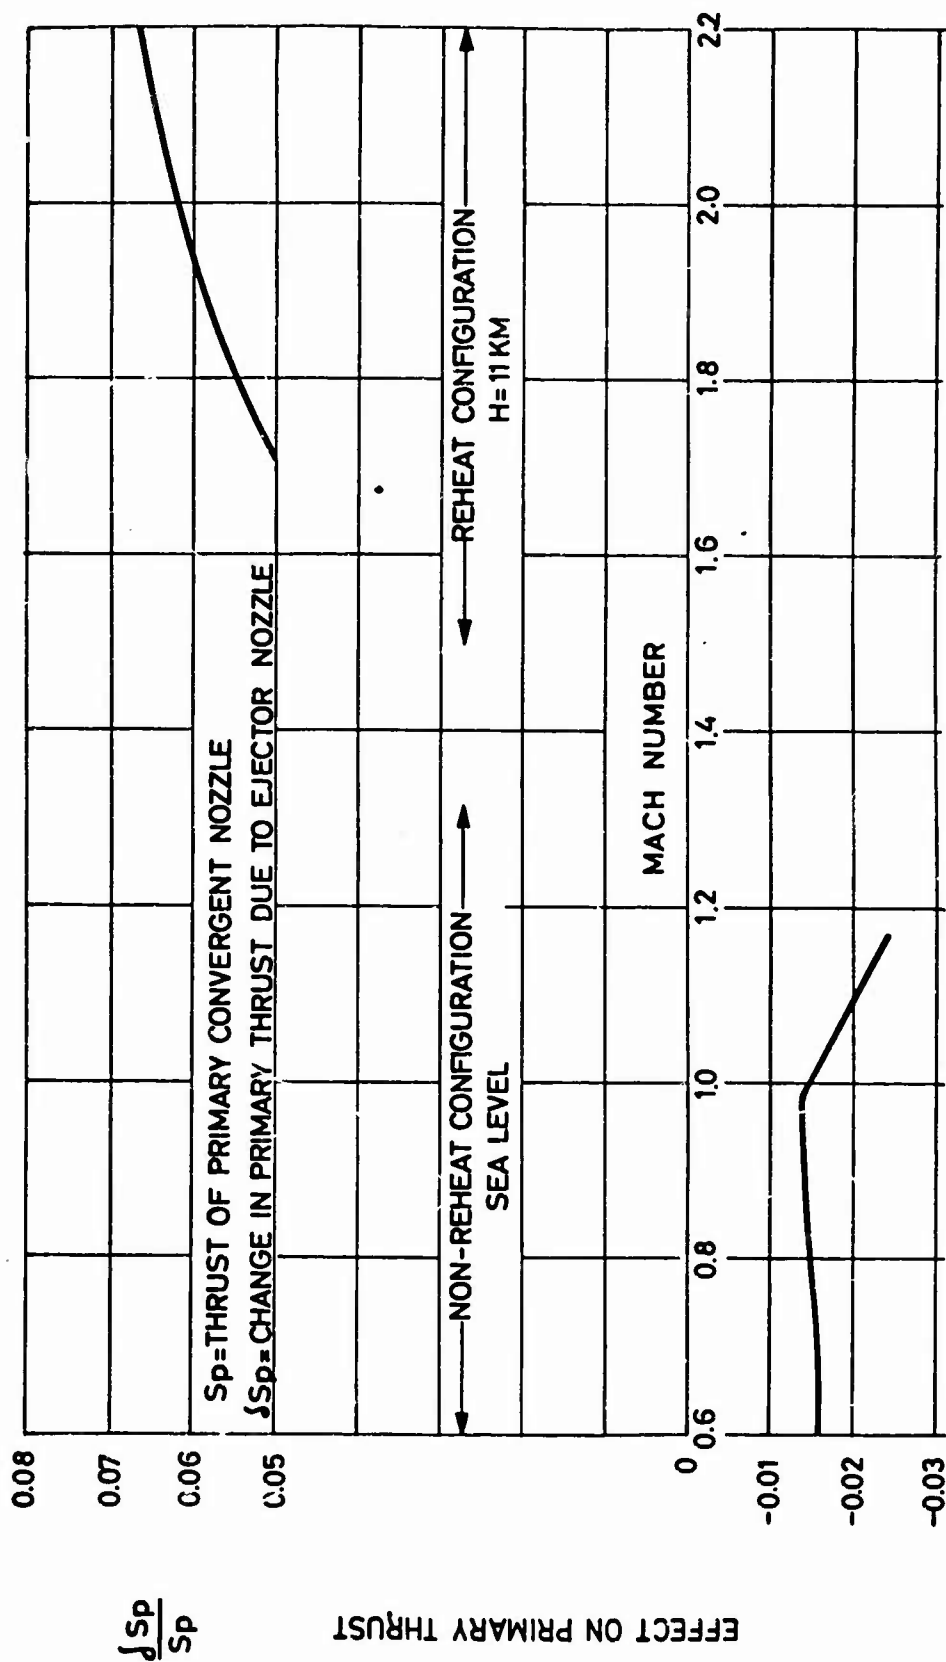 δSp
Sp
EFFECT ON PRIMARY THRUST
0.08
0.07
0.06
0.05
0
-0.01
-0.02
-0.03
Sp=THRUST OF PRIMARY CONVERGENT NOZZLE
δSp=CHANGE IN PRIMARY THRUST DUE TO EJECTOR NOZZLE
NON-REHEAT CONFIGURATION
SEA LEVEL
REHEAT CONFIGURATION
H=11KM
MACH NUMBER
0.6
0.8
1.0
1.2
1.4
1.6
1.8
2.0
2.2